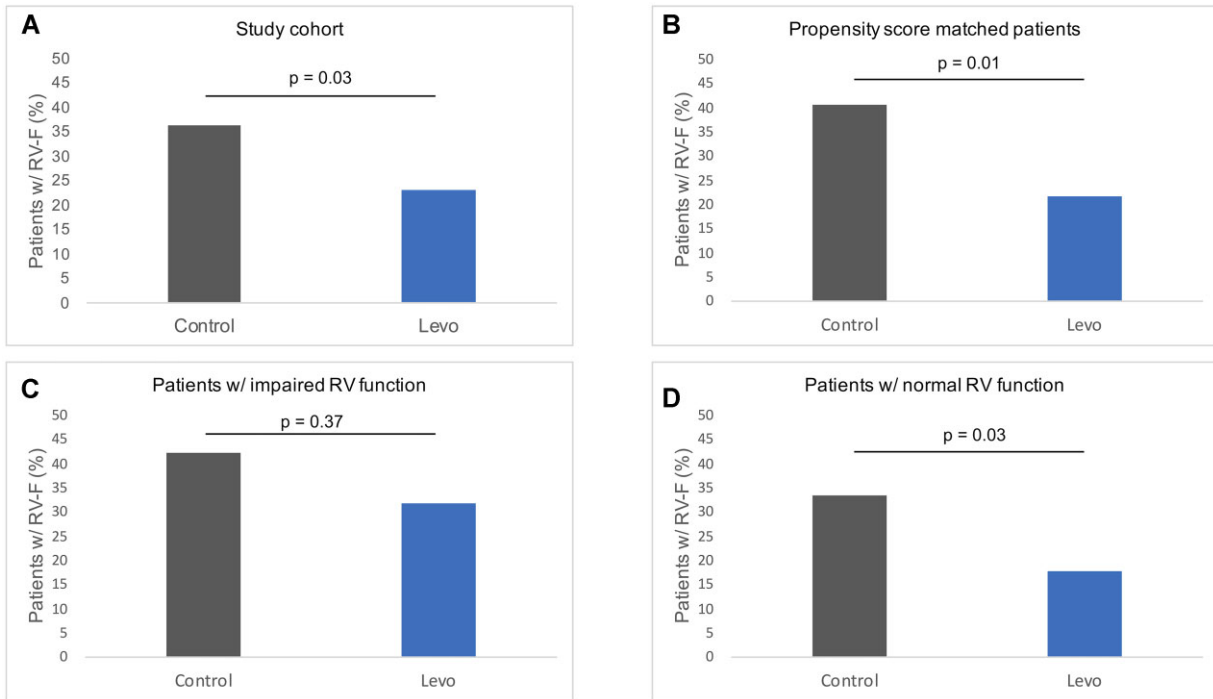 A
Study cohort
Patients w/ RV-F (%)
50
45
40
35
30
25
20
15
10
5
0
p = 0.03
Control
Levo
B
Propensity score matched patients
Patients w/ RV-F (%)
50
45
40
35
30
25
20
15
10
5
0
p = 0.01
Control
Levo
C
Patients w/ impaired RV function
Patients w/ RV-F (%)
50
45
40
35
30
25
20
15
10
5
0
p = 0.37
Control
Levo
D
Patients w/ normal RV function
Patients w/ RV-F (%)
50
45
40
35
30
25
20
15
10
5
0
p = 0.03
Control
Levo